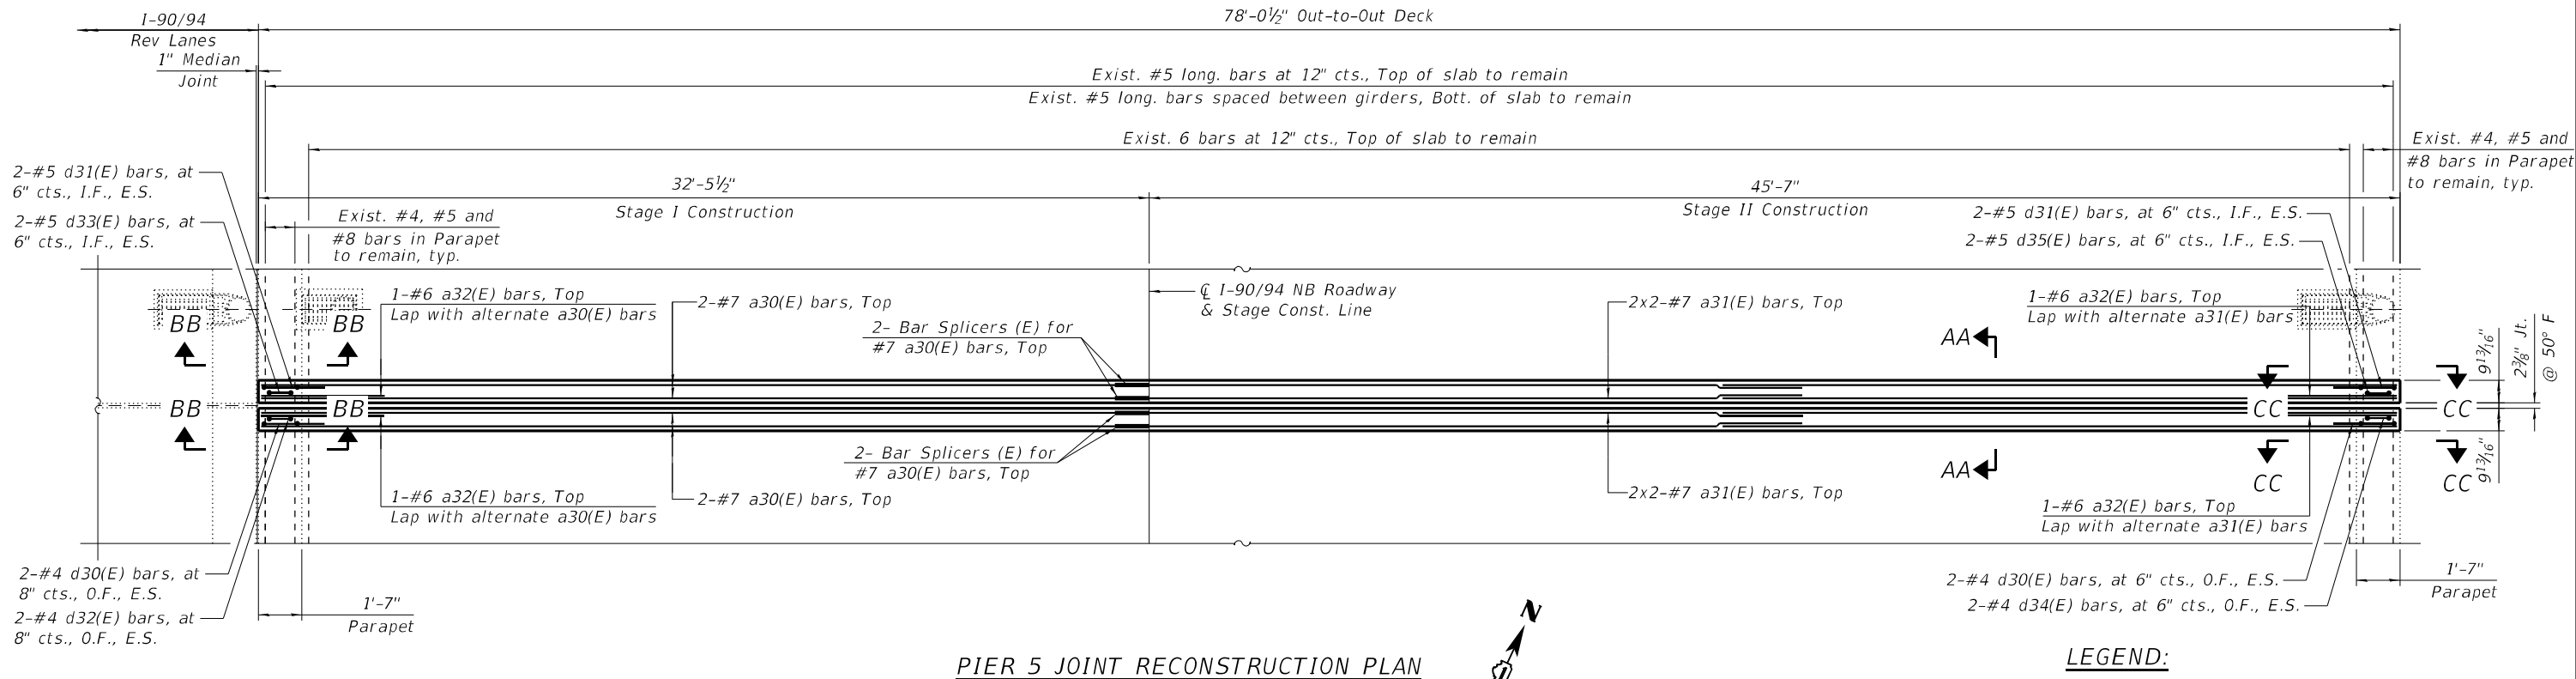 I-90/94
Rev Lanes
1" Median
Joint
78'-0½" Out-to-Out Deck
Exist. #5 long. bars at 12" cts., Top of slab to remain
Exist. #5 long. bars spaced between girders, Bott. of slab to remain
Exist. 6 bars at 12" cts., Top of slab to remain
Exist. #4, #5 and
#8 bars in Parapet
to remain, typ.
2-#5 d31(E) bars, at
6" cts., I.F., E.S.
2-#5 d33(E) bars, at
6" cts., I.F., E.S.
32'-5½"
Stage I Construction
45'-7"
Stage II Construction
Exist. #4, #5 and
#8 bars in Parapet
to remain, typ.
2-#5 d31(E) bars, at 6" cts., I.F., E.S.
2-#5 d35(E) bars, at 6" cts., I.F., E.S.
1-#6 a32(E) bars, Top
Lap with alternate a30(E) bars
2-#7 a30(E) bars, Top
2- Bar Splicers (E) for
#7 a30(E) bars, Top
℄ I-90/94 NB Roadway
& Stage Const. Line
2x2-#7 a31(E) bars, Top
1-#6 a32(E) bars, Top
Lap with alternate a31(E) bars
BB
BB
AA
9 13/16"
2⅜" Jt.
@ 50° F
BB
BB
CC
CC
2- Bar Splicers (E) for
#7 a30(E) bars, Top
AA
CC
CC
9 13/16"
1-#6 a32(E) bars, Top
Lap with alternate a30(E) bars
2-#7 a30(E) bars, Top
2x2-#7 a31(E) bars, Top
1-#6 a32(E) bars, Top
Lap with alternate a31(E) bars
2-#4 d30(E) bars, at
8" cts., O.F., E.S.
2-#4 d32(E) bars, at
8" cts., O.F., E.S.
1'-7"
Parapet
2-#4 d30(E) bars, at 6" cts., O.F., E.S.
2-#4 d34(E) bars, at 6" cts., O.F., E.S.
1'-7"
Parapet
N
PIER 5 JOINT RECONSTRUCTION PLAN
LEGEND: